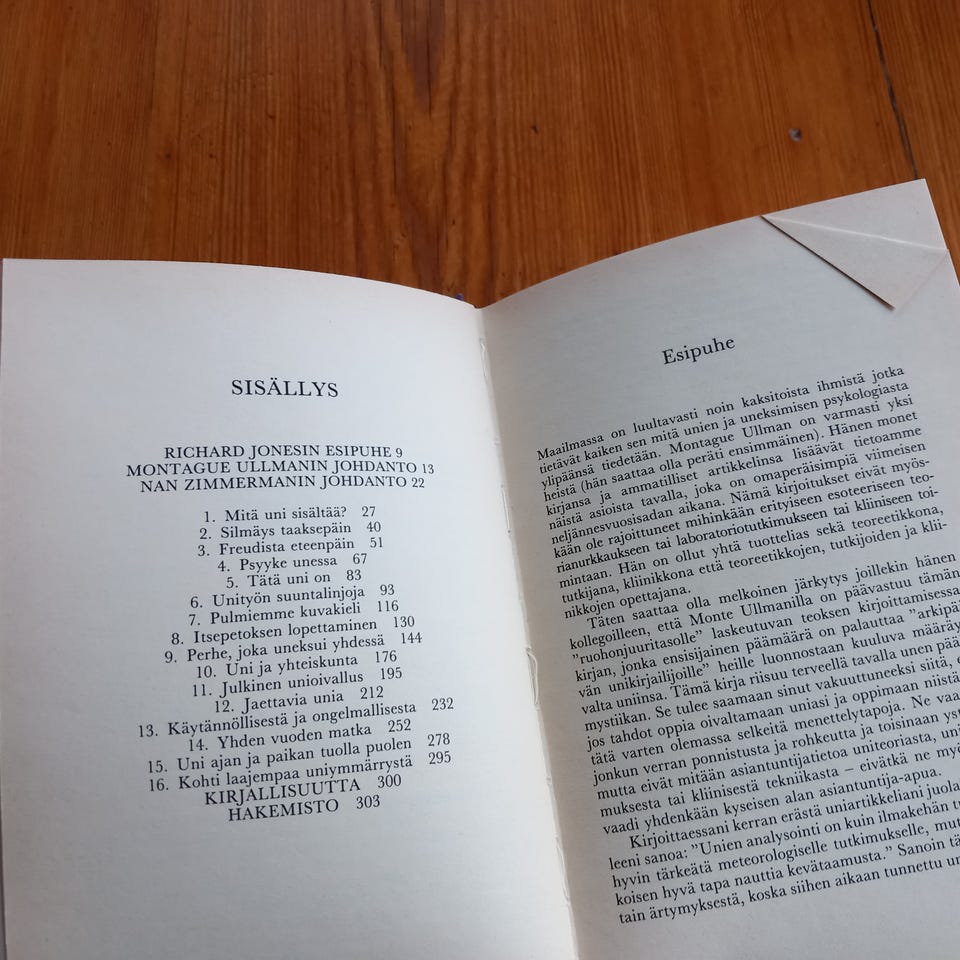 SISÄLLYS
RICHARD JONESIN ESIPUHE 9
MONTAGUE ULLMANIN JOHDANTO 13
NAN ZIMMERMANIN JOHDANTO 22
1. Mitä uni sisältää? 27
2. Silmäys taaksepäin 40
3. Freudista eteenpäin 51
4. Psyyke unessa 67
5. Tätä uni on 83
6. Unityön suuntalinjoja 93
7. Pulmiemme kuvakieli 116
8. Itsepetoksen lopettaminen 130
9. Perhe, joka uneksui yhdessä 144
10. Uni ja yhteiskunta 176
11. Julkinen unioivallus 195
12. Jaettavia unia 212
13. Käytännöllisestä ja ongelmallisesta 232
14. Yhden vuoden matka 252
15. Uni ajan ja paikan tuolla puolen 278
16. Kohti laajempaa uniymmärrystä 295
KIRJALLISUUTTA 300
HAKEMISTO 303
Esipuhe
Maailmassa on luultavasti noin kaksitoista ihmistä jotka
tietävät kaiken sen mitä unien ja uneksimisen psykologiasta
ylipäänsä tiedetään. Montague Ullman on varmasti yksi
heistä (hän saattaa olla peräti ensimmäinen). Hänen monet
kirjansa ja ammatilliset artikkelinsa lisäävät tietoamme
näistä asioista tavalla, joka on omaperäisimpiä viimeisen
neljännesvuosisadan aikana. Nämä kirjoitukset eivät myös-
kään ole rajoittuneet mihinkään erityiseen esoteeriseen teo-
rianurkkaukseen tai laboratoriotutkimukseen tai kliiniseen toi-
mintaan. Hän on ollut yhtä tuottelias sekä teoreetikkona,
tutkijana, kliinikkona että teoreetikkojen, tutkijoiden ja klii-
nikkojen opettajana.
Täten saattaa olla melkoinen järkytys joillekin hänen
kollegoilleen, että Monte Ullmanilla on päävastuu tämän
"ruohonjuuritasolle" laskeutuvan teoksen kirjoittamisessa
kirjan, jonka ensisijainen päämäärä on palauttaa "arkipä
vän unikirjailijoille" heille luonnostaan kuuluva määräy
valta uniinsa. Tämä kirja riisuu terveellä tavalla unen pää
mystiikan. Se tulee saamaan sinut vakuuttuneeksi siitä, e
jos tahdot oppia oivaltamaan uniasi ja oppimaan niistä
tätä varten olemassa selkeitä menettelytapoja. Ne vaa
jonkun verran ponnistusta ja rohkeutta ja toisinaan yst
mutta eivät mitään asiantuntijatietoa uniteoriasta, uni
muksesta tai kliinisestä tekniikasta – eivätkä ne myö
vaadi yhdenkään kyseisen alan asiantuntija-apua.
Kirjoittaessani kerran erästä uniartikkeliani juola
leeni sanoa: "Unien analysointi on kuin ilmakehän tu
hyvin tärkeätä meteorologiselle tutkimukselle, mut
koisen hyvä tapa nauttia kevätaamusta." Sanoin tä
tain ärtymyksestä, koska siihen aikaan tunnettu un